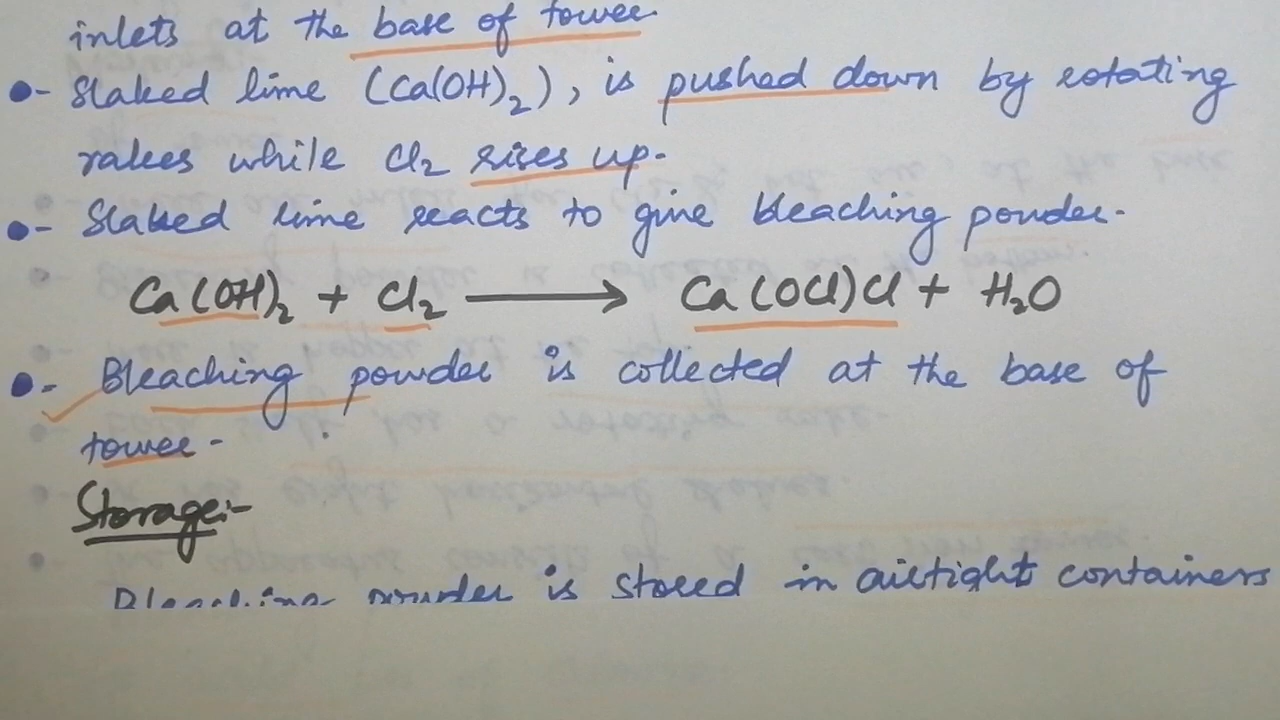 inlets at the base of tower.
•- Slaked lime (Ca(OH)₂), is pushed down by rotating
rakes while Cl₂ rises up.
•- Slaked lime reacts to give bleaching powder.
Ca(OH)₂ + Cl₂ ⟶ Ca(OCl)Cl + H₂O
•- Bleaching powder is collected at the base of
tower.
Storage:-
Bleaching powder is stored in airtight containers